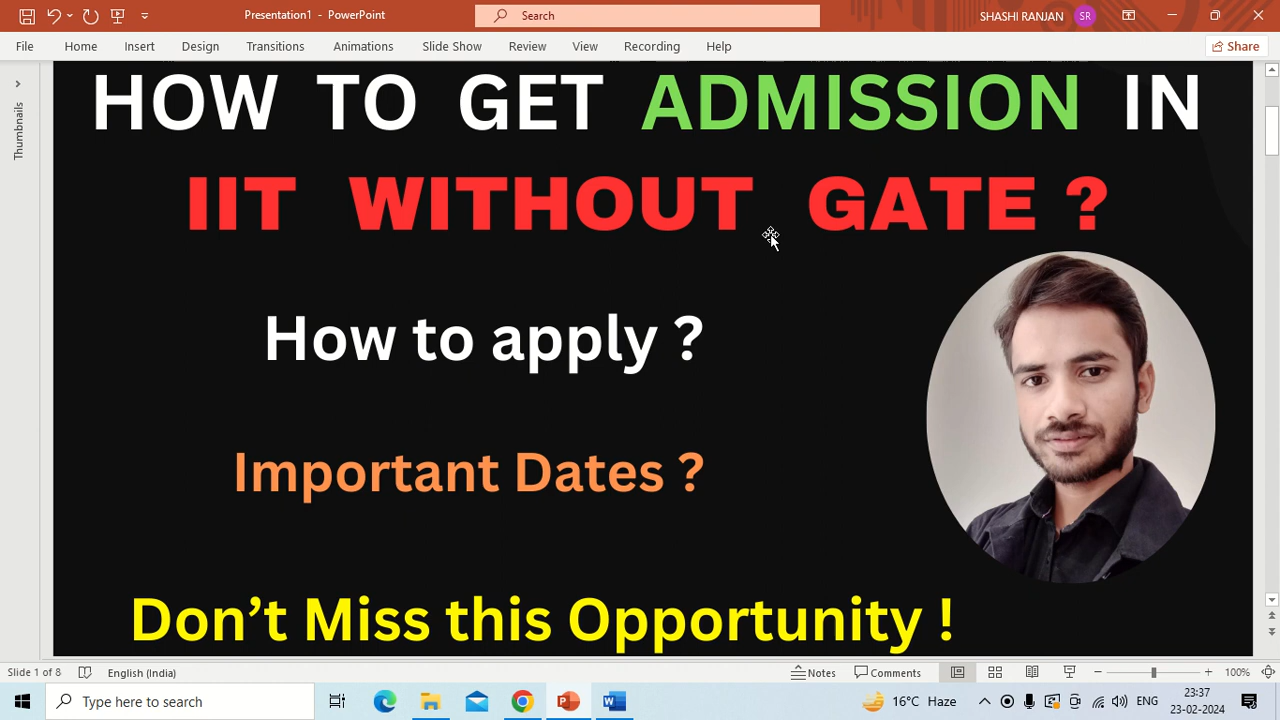 Presentation1 - PowerPoint
Search
SHASHI RANJAN
SR
File Home Insert Design Transitions Animations Slide Show Review View Recording Help
Share
Thumbnails
HOW TO GET ADMISSION IN
IIT WITHOUT GATE ?
How to apply ?
Important Dates ?
Don’t Miss this Opportunity !
Slide 1 of 8 English (India) Notes Comments 100%
Type here to search
16°C Haze
ENG
23:37
23-02-2024